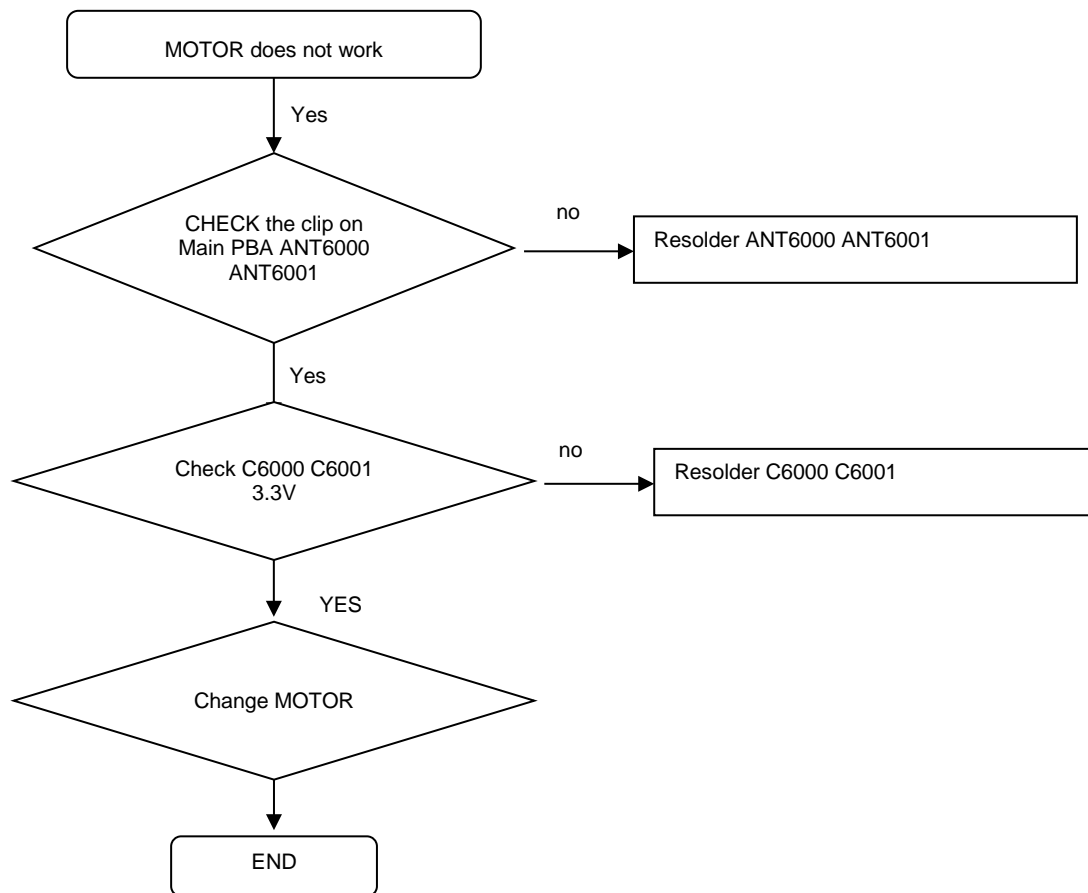 MOTOR does not work
Yes
CHECK the clip on
Main PBA ANT6000
ANT6001
no
Resolder ANT6000 ANT6001
Yes
Check C6000 C6001
3.3V
no
Resolder C6000 C6001
YES
Change MOTOR
END